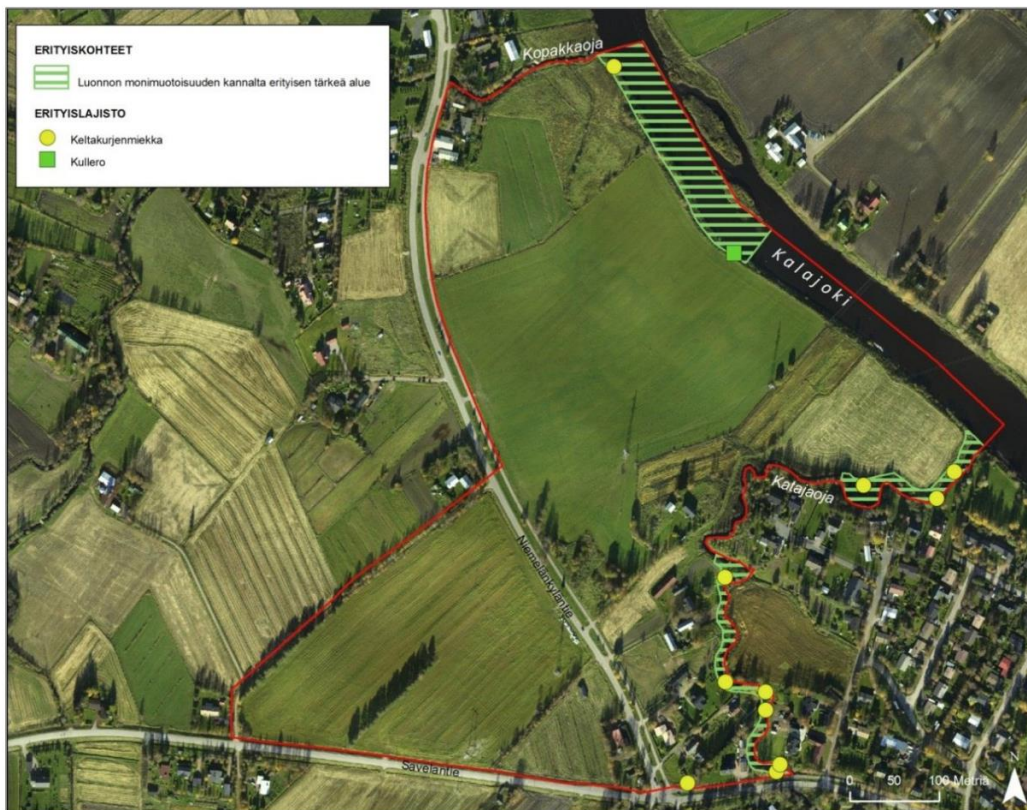 ERITYISKOHTEET
Luonnon monimuotoisuuden kannalta erityisen tärkeä alue
ERITYISLAJISTO
Keltakurjenmiekka
Kullero
Kopakkaoja
Kalajoki
Katajaoja
Niemelänkyläntie
Savelantie
0 50 100 Metriä
N